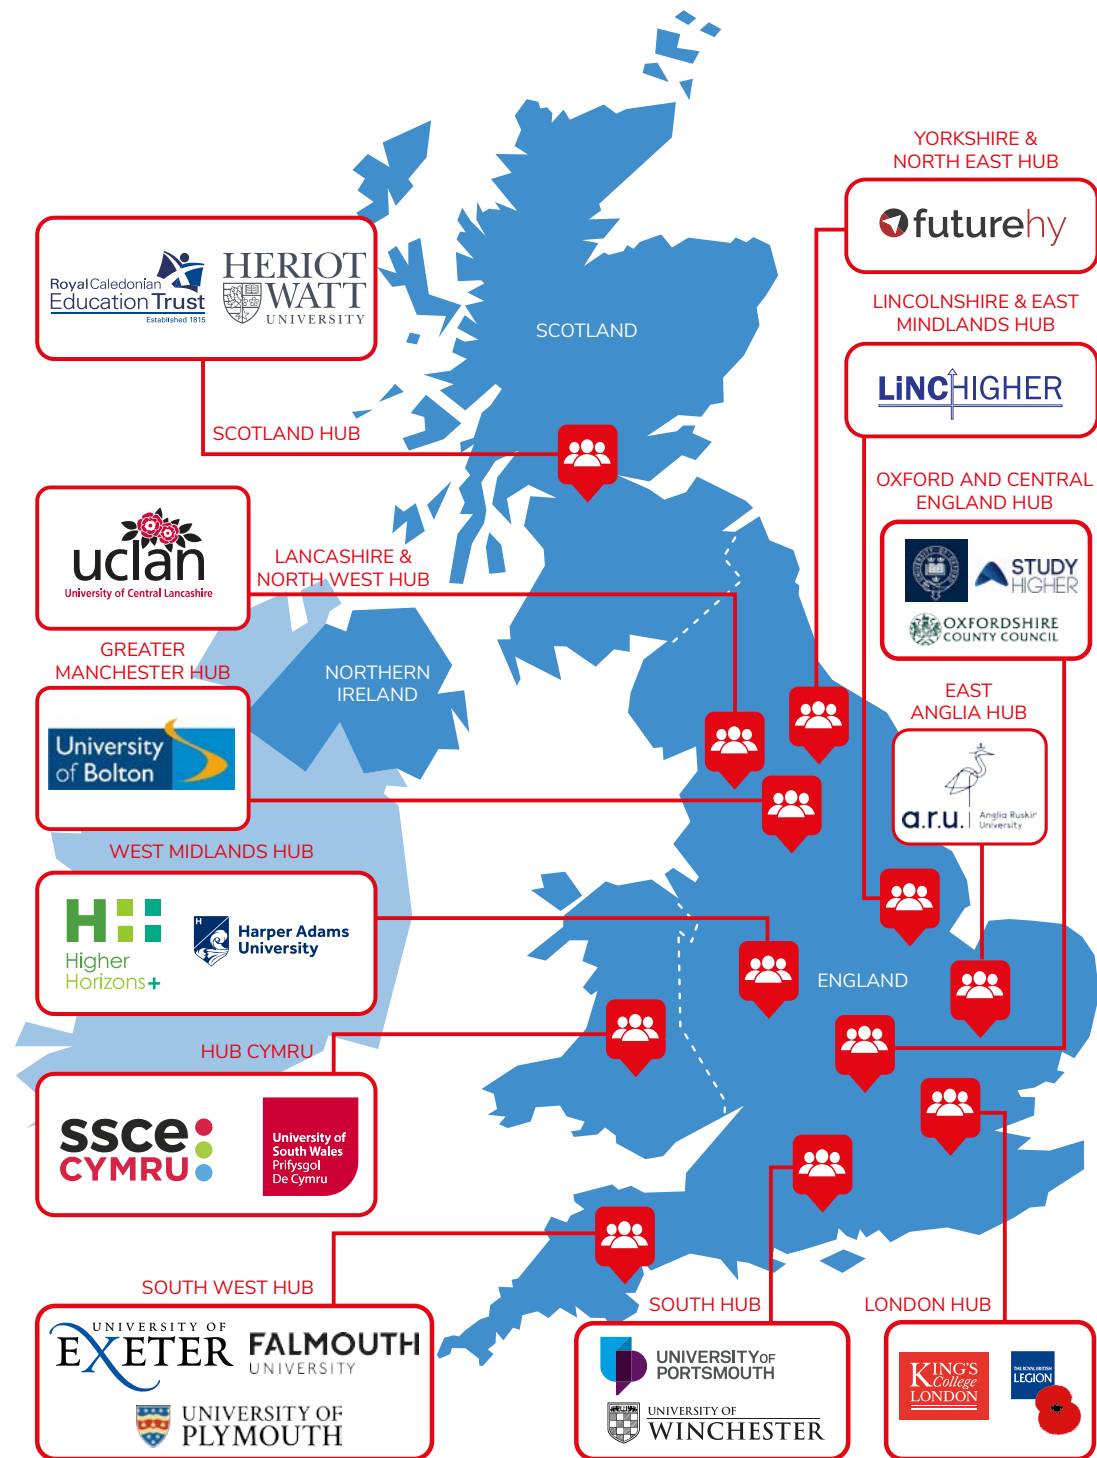 YORKSHIRE &
NORTH EAST HUB
futurehy
Royal Caledonian
Education Trust
Established 1815
HERIOT
WATT
UNIVERSITY
SCOTLAND HUB
SCOTLAND
LINCOLNSHIRE & EAST
MINDLANDS HUB
LiNCHIGHER
OXFORD AND CENTRAL
ENGLAND HUB
STUDY
HIGHER
OXFORDSHIRE
COUNTY COUNCIL
uclan
University of Central Lancashire
LANCASHIRE &
NORTH WEST HUB
GREATER
MANCHESTER HUB
University
of Bolton
NORTHERN
IRELAND
EAST
ANGLIA HUB
a.r.u.
Anglia Ruskin
University
WEST MIDLANDS HUB
H
Higher
Horizons+
H
Harper Adams
University
ENGLAND
HUB CYMRU
ssce
CYMRU
University of
South Wales
Prifysgol
De Cymru
SOUTH WEST HUB
UNIVERSITY OF
EXETER
FALMOUTH
UNIVERSITY
UNIVERSITY OF
PLYMOUTH
SOUTH HUB
UNIVERSITY OF
PORTSMOUTH
UNIVERSITY OF
WINCHESTER
LONDON HUB
KING'S
College
LONDON
THE ROYAL BRITISH
LEGION